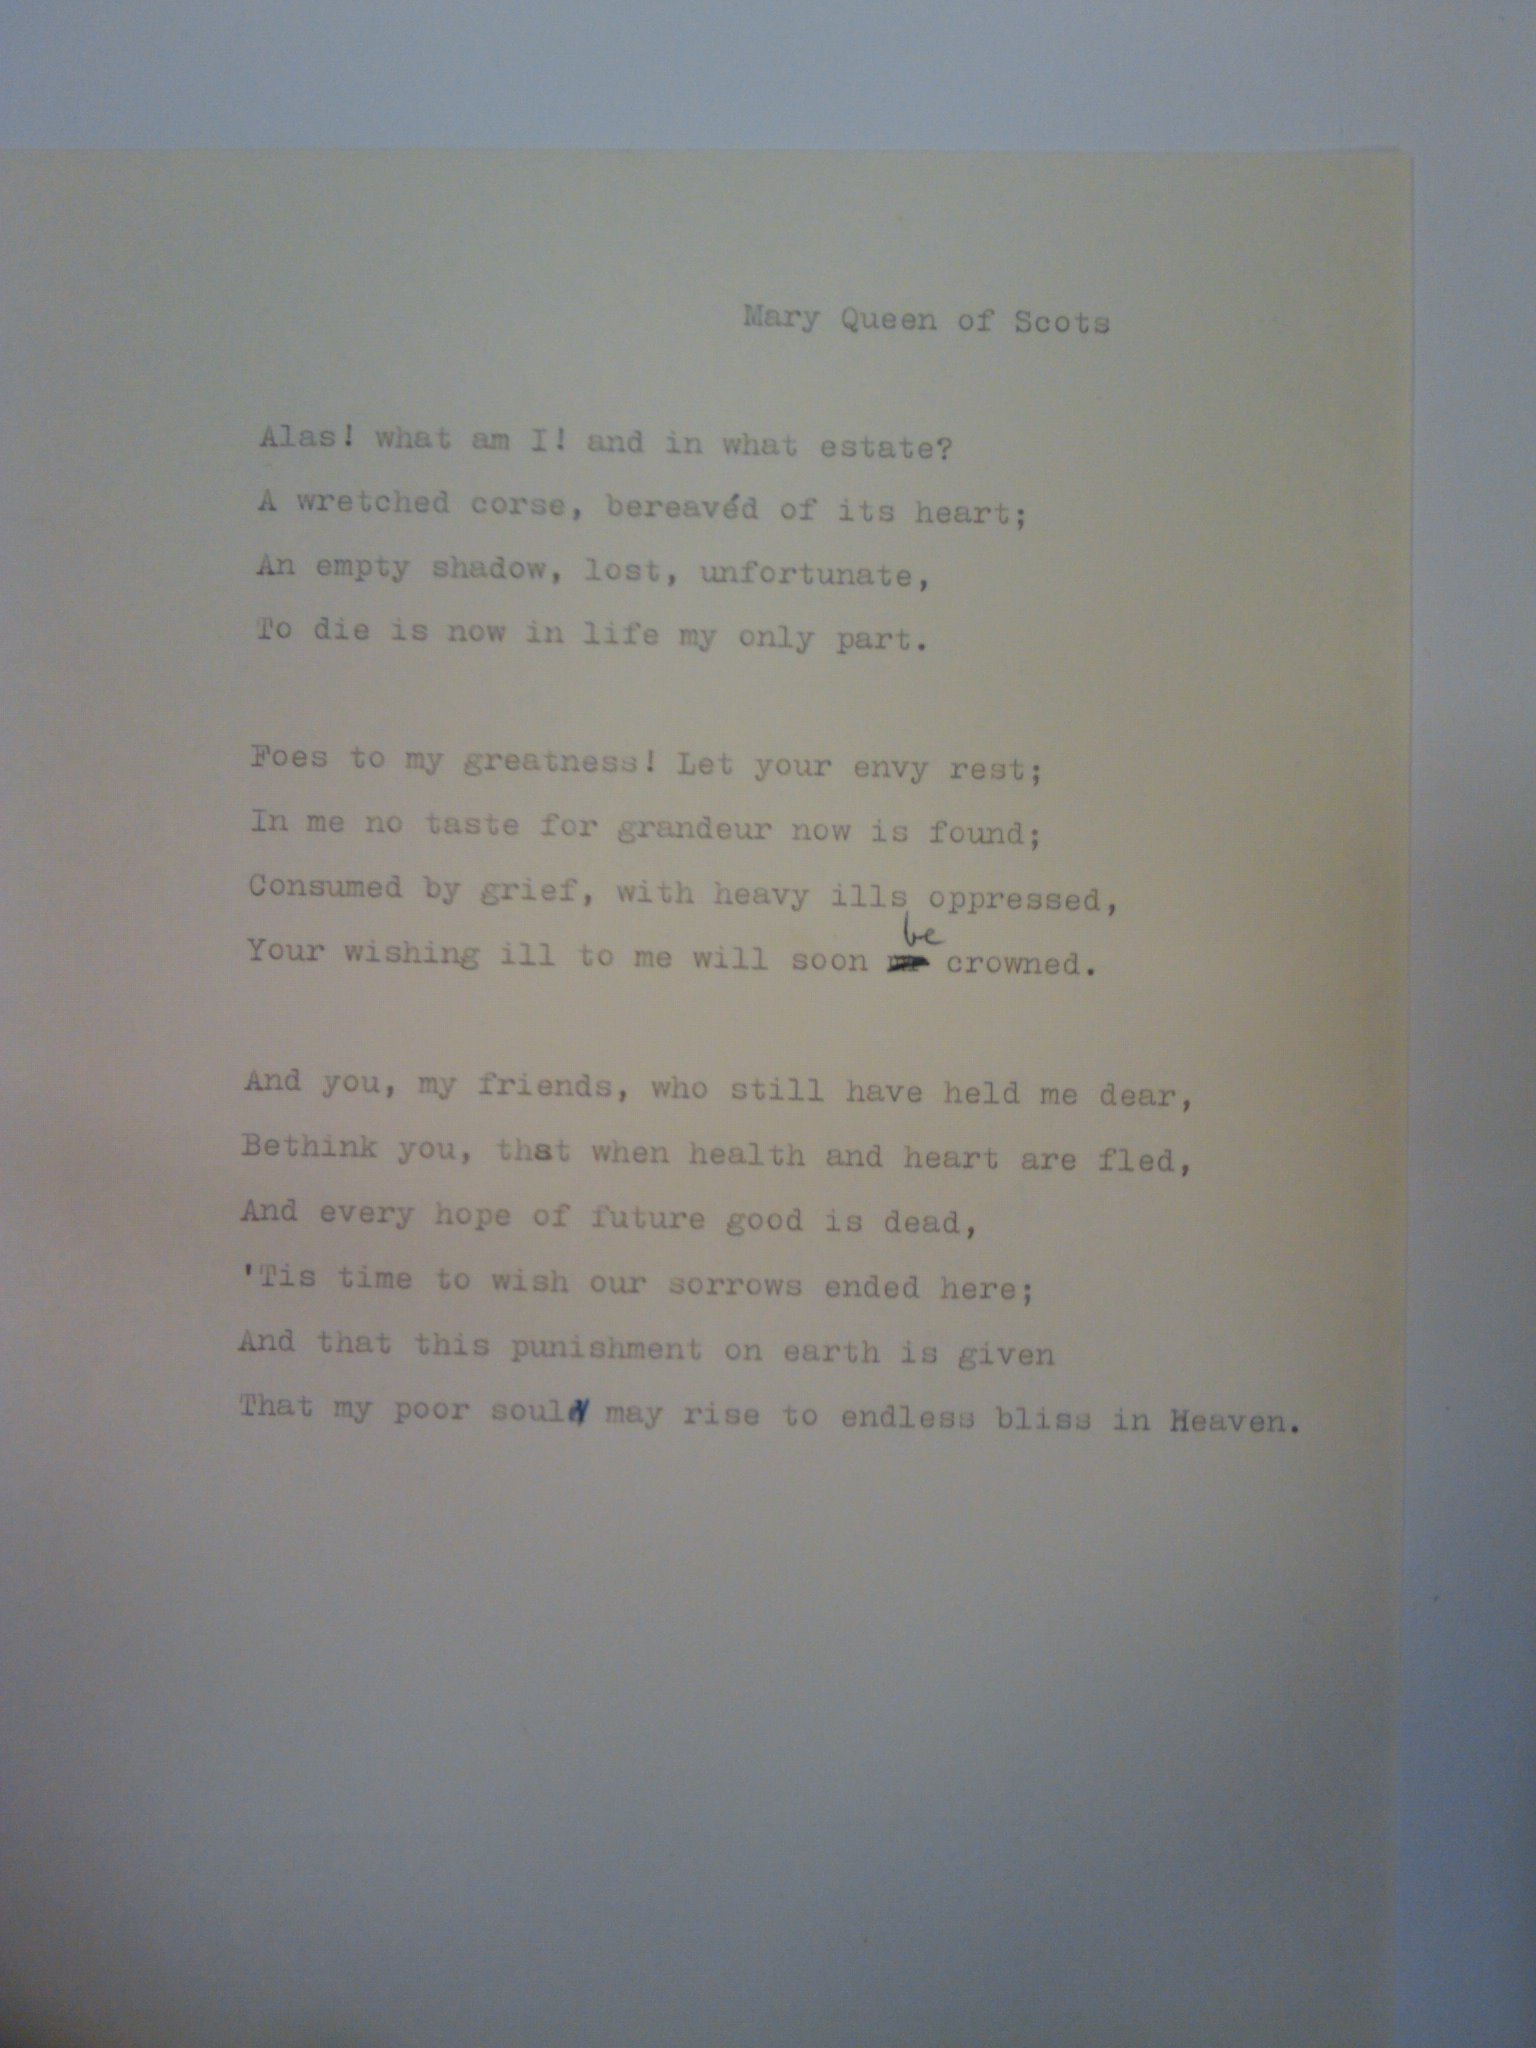 Mary Queen of Scots
Alas! what am I! and in what estate?
A wretched corse, bereavéd of its heart;
An empty shadow, lost, unfortunate,
To die is now in life my only part.
Foes to my greatness! Let your envy rest;
In me no taste for grandeur now is found;
Consumed by grief, with heavy ills oppressed,
Your wishing ill to me will soon be crowned.
And you, my friends, who still have held me dear,
Bethink you, that when health and heart are fled,
And every hope of future good is dead,
'Tis time to wish our sorrows ended here;
And that this punishment on earth is given
That my poor soul may rise to endless bliss in Heaven.